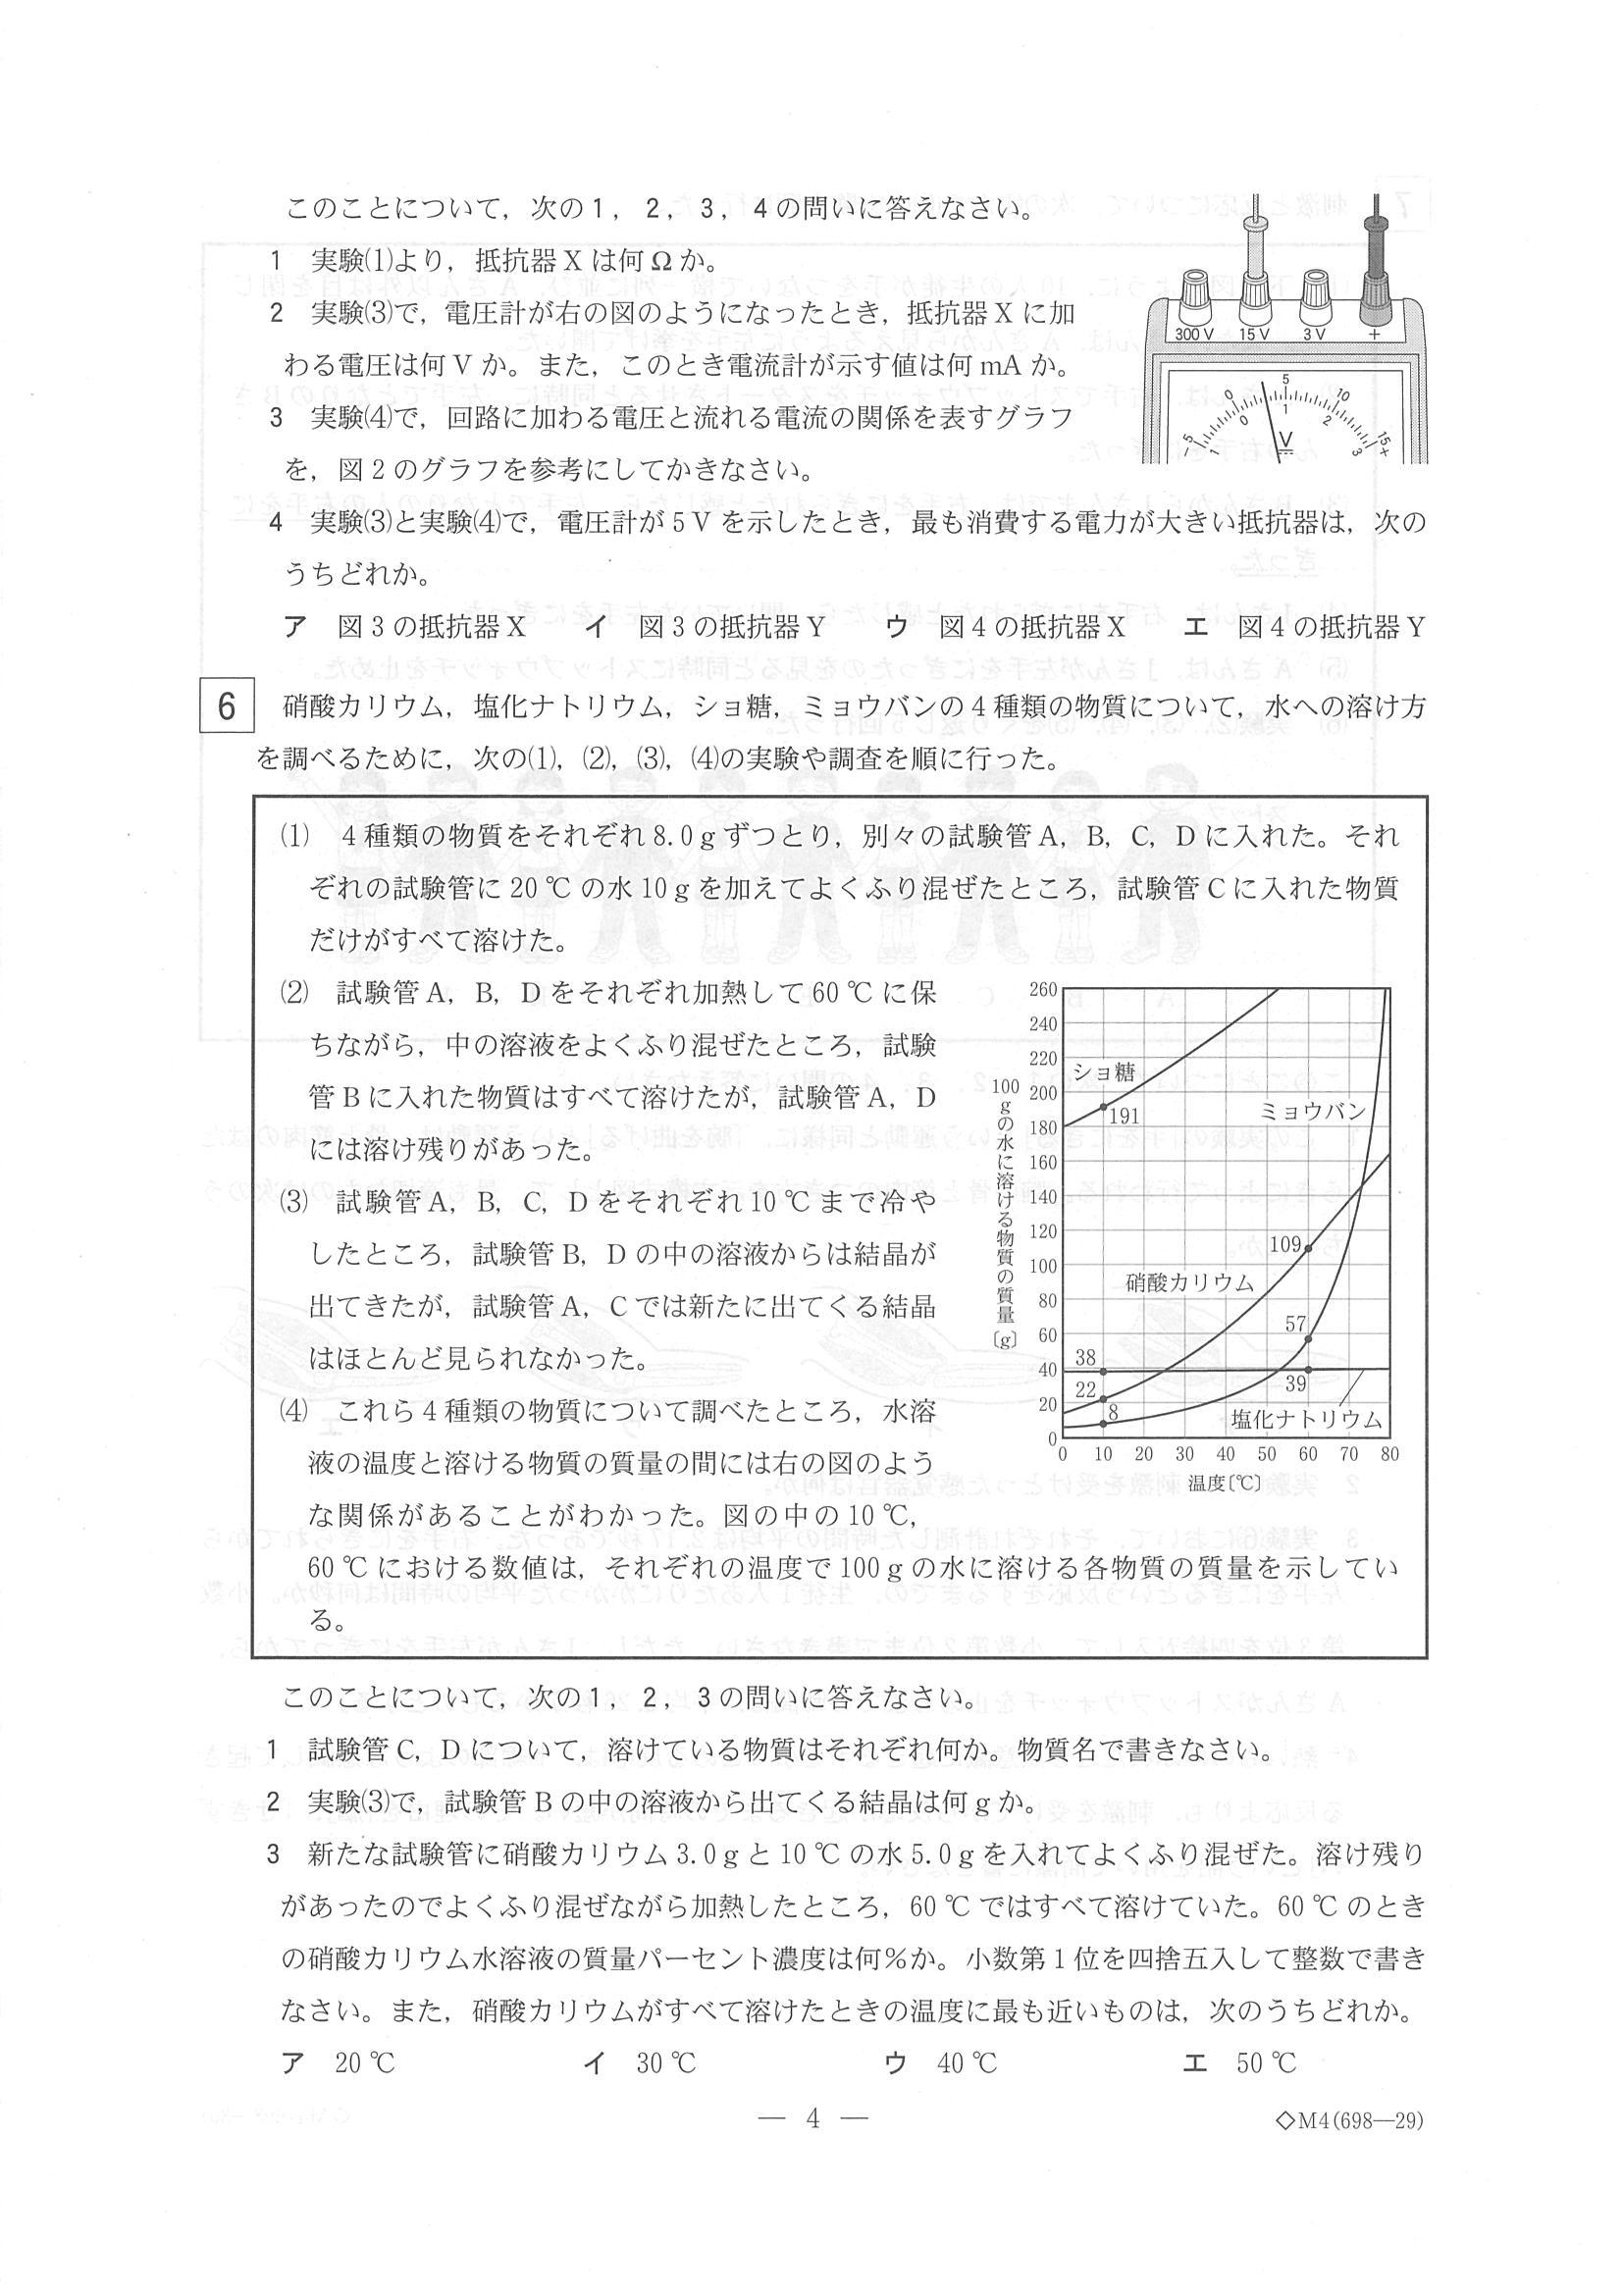 このことについて，次の1，2，3，4の問いに答えなさい。
1　実験⑴より，抵抗器Xは何Ωか。
2　実験⑶で，電圧計が右の図のようになったとき，抵抗器Xに加
わる電圧は何Vか。また，このとき電流計が示す値は何mAか。
3　実験⑷で，回路に加わる電圧と流れる電流の関係を表すグラフ
を，図2のグラフを参考にしてかきなさい。
300 V　15 V　3 V　+
-5　0　5　10　15+
1　0　1　2　3
V
4　実験⑶と実験⑷で，電圧計が5Vを示したとき，最も消費する電力が大きい抵抗器は，次の
うちどれか。
ア　図3の抵抗器X　イ　図3の抵抗器Y　ウ　図4の抵抗器X　エ　図4の抵抗器Y
6　硝酸カリウム，塩化ナトリウム，ショ糖，ミョウバンの4種類の物質について，水への溶け方
を調べるために，次の⑴，⑵，⑶，⑷の実験や調査を順に行った。
⑴　4種類の物質をそれぞれ8.0gずつとり，別々の試験管A，B，C，Dに入れた。それ
ぞれの試験管に20℃の水10gを加えてよくふり混ぜたところ，試験管Cに入れた物質
だけがすべて溶けた。
⑵　試験管A，B，Dをそれぞれ加熱して60℃に保
ちながら，中の溶液をよくふり混ぜたところ，試験
管Bに入れた物質はすべて溶けたが，試験管A，D
には溶け残りがあった。
⑶　試験管A，B，C，Dをそれぞれ10℃まで冷や
したところ，試験管B，Dの中の溶液からは結晶が
出てきたが，試験管A，Cでは新たに出てくる結晶
はほとんど見られなかった。
⑷　これら4種類の物質について調べたところ，水溶
液の温度と溶ける物質の質量の間には右の図のよう
な関係があることがわかった。図の中の10℃，
60℃における数値は，それぞれの温度で100gの水に溶ける各物質の質量を示してい
る。
100gの水に溶ける物質の質量〔g〕
260
240
220
200
180
160
140
120
100
80
60
40
20
0
ショ糖
191
ミョウバン
109
硝酸カリウム
57
38
39
22
8
塩化ナトリウム
0　10　20　30　40　50　60　70　80
温度〔℃〕
このことについて，次の1，2，3の問いに答えなさい。
1　試験管C，Dについて，溶けている物質はそれぞれ何か。物質名で書きなさい。
2　実験⑶で，試験管Bの中の溶液から出てくる結晶は何gか。
3　新たな試験管に硝酸カリウム3.0gと10℃の水5.0gを入れてよくふり混ぜた。溶け残り
があったのでよくふり混ぜながら加熱したところ，60℃ではすべて溶けていた。60℃のとき
の硝酸カリウム水溶液の質量パーセント濃度は何％か。小数第1位を四捨五入して整数で書き
なさい。また，硝酸カリウムがすべて溶けたときの温度に最も近いものは，次のうちどれか。
ア　20℃　イ　30℃　ウ　40℃　エ　50℃
— 4 —
◇M4(698—29)